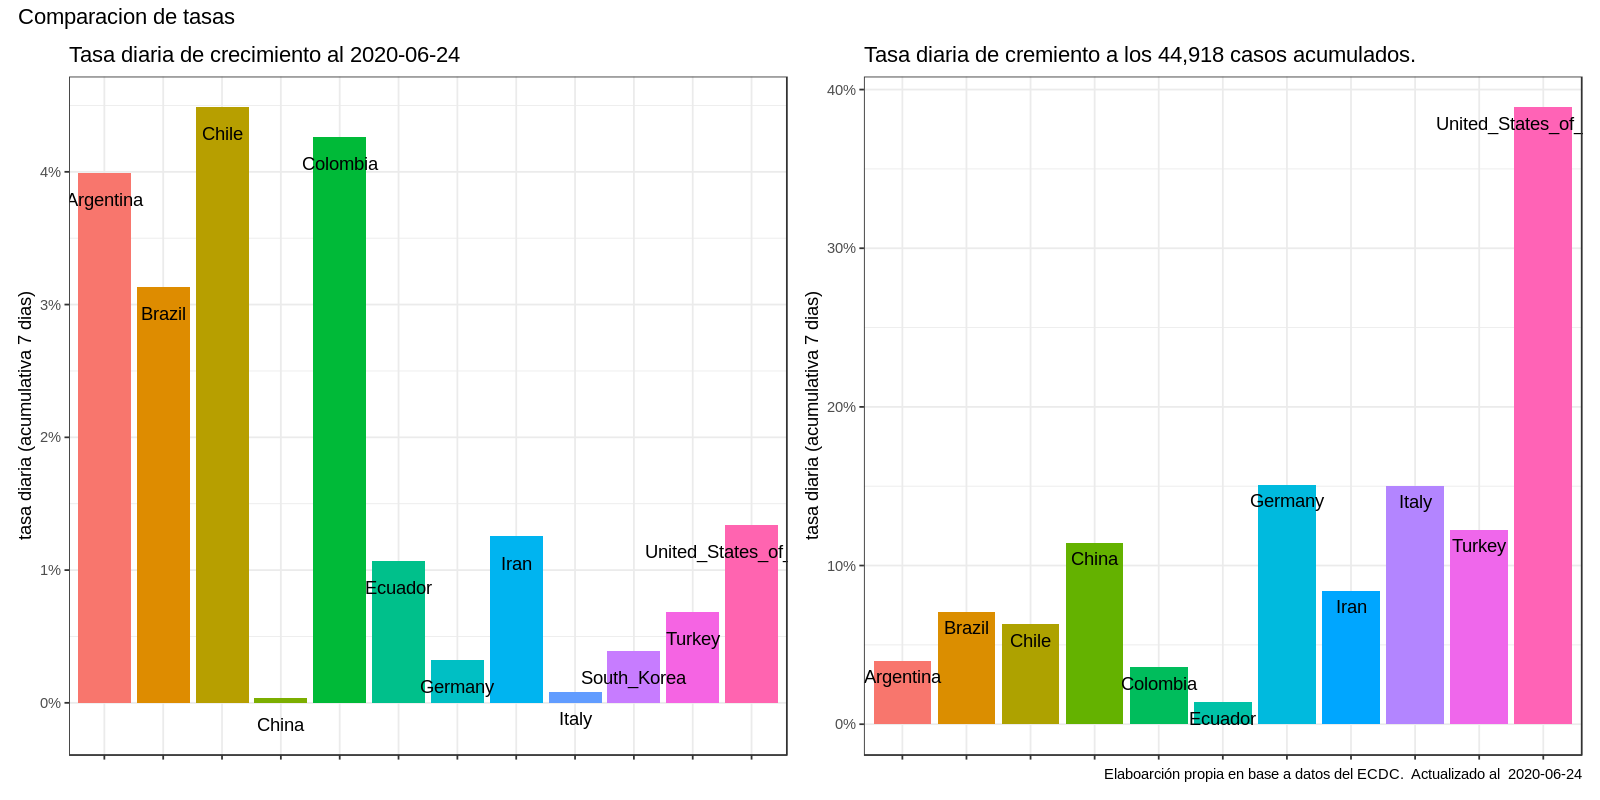 Comparacion de tasas
Tasa diaria de crecimiento al 2020-06-24
tasa diaria (acumulativa 7 dias)
4%
3%
2%
1%
0%
Argentina
Brazil
Chile
China
Colombia
Ecuador
Germany
Iran
Italy
South_Korea
Turkey
United_States_of_
Tasa diaria de cremiento a los 44,918 casos acumulados.
tasa diaria (acumulativa 7 dias)
40%
30%
20%
10%
0%
Argentina
Brazil
Chile
China
Colombia
Ecuador
Germany
Iran
Italy
Turkey
United_States_of_
Elaboarción propia en base a datos del ECDC. Actualizado al 2020-06-24